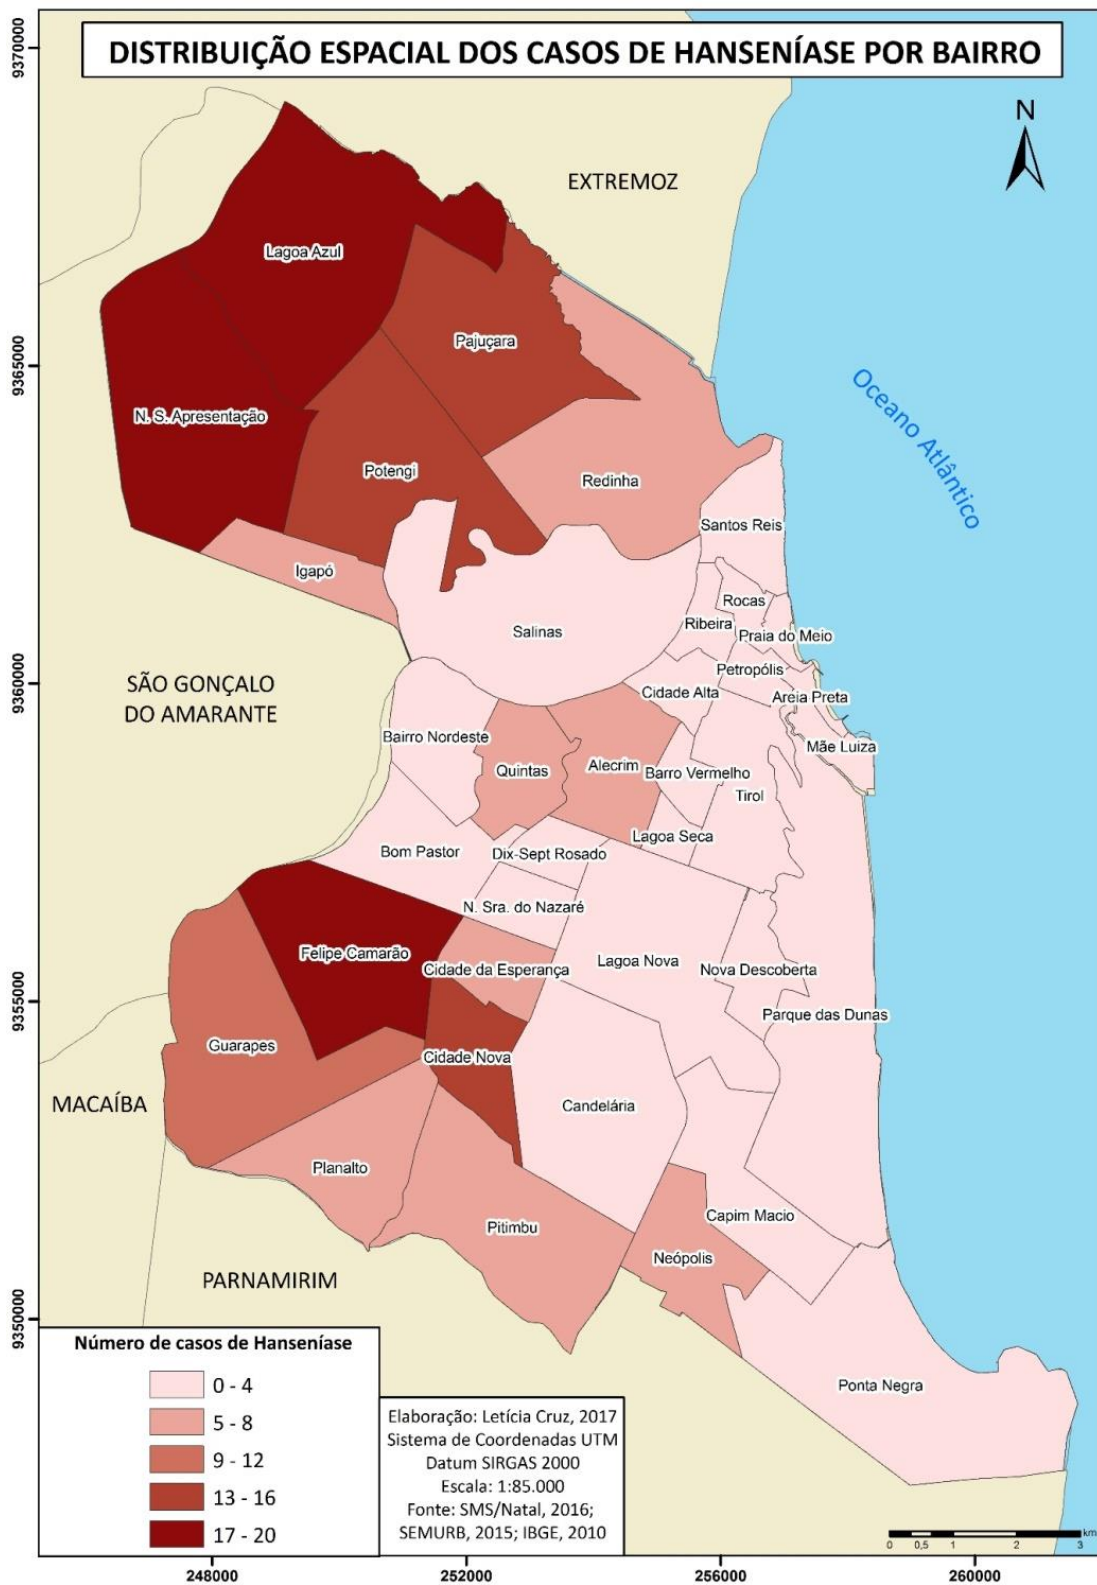 DISTRIBUIÇÃO ESPACIAL DOS CASOS DE HANSENÍASE POR BAIRRO
9370000
N
EXTREMOZ
Lagoa Azul
Pajuçara
9365000
Oceano Atlântico
N. S. Apresentação
Potengi
Redinha
Santos Reis
Igapó
Rocas
Ribeira
Salinas
Praia do Meio
Petropólis
9360000
SÃO GONÇALO
DO AMARANTE
Cidade Alta
Areia Preta
Bairro Nordeste
Mãe Luiza
Quintas
Alecrim
Barro Vermelho
Tirol
Lagoa Seca
Bom Pastor
Dix-Sept Rosado
N. Sra. do Nazaré
Felipe Camarão
Cidade da Esperança
Lagoa Nova
Nova Descoberta
9355000
Parque das Dunas
Guarapes
Cidade Nova
MACAÍBA
Candelária
Planalto
Capim Macio
Pitimbu
Neópolis
PARNAMIRIM
9350000
Ponta Negra
Número de casos de Hanseníase
0 - 4
5 - 8
9 - 12
13 - 16
17 - 20
Elaboração: Letícia Cruz, 2017
Sistema de Coordenadas UTM
Datum SIRGAS 2000
Escala: 1:85.000
Fonte: SMS/Natal, 2016;
SEMURB, 2015; IBGE, 2010
km
0 0,5 1 2 3
248000 252000 256000 260000